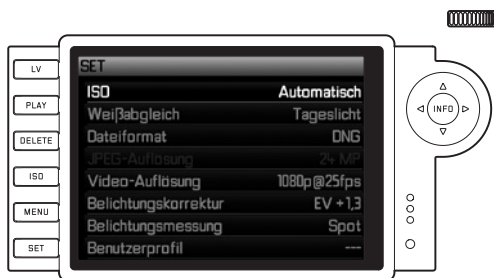 LV
PLAY
DELETE
ISO
MENU
SET
SET
ISO Automatisch
Weißabgleich Tageslicht
Dateiformat DNG
JPEG-Auflösung 24 MP
Video-Auflösung 1080p@25fps
Belichtungskorrektur EV +1,3
Belichtungsmessung Spot
Benutzerprofil ---
INFO